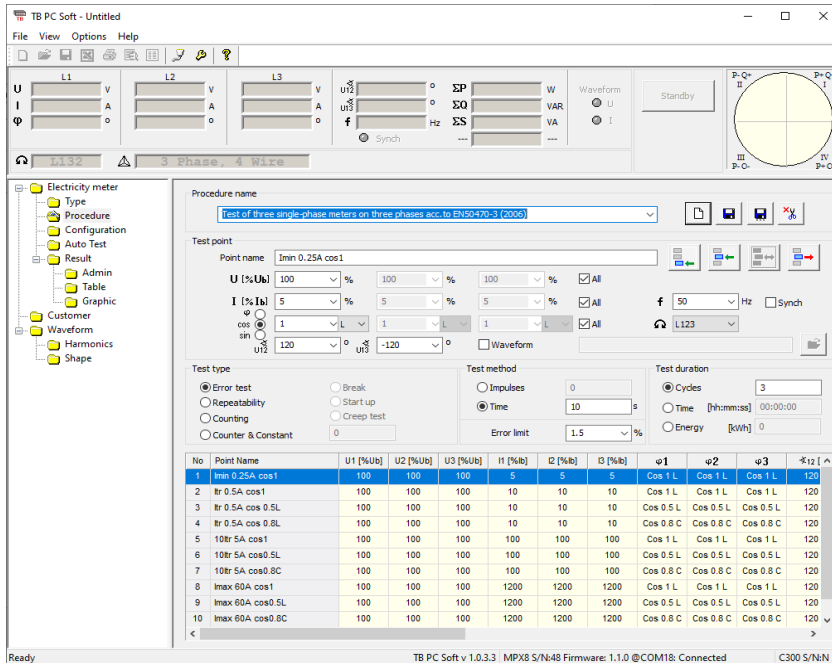 TB PC Soft - Untitled
File View Options Help
L1 L2 L3
U V V V U12 ° ΣP W Waveform Standby
I A A A U13 ° ΣQ VAR U
φ ° ° ° f Hz ΣS VA I
Synch --- ---
P- Q+ P+ Q+
II I
III IV
P- Q- P+ Q-
L132 3 Phase, 4 Wire
Electricity meter
Type
Procedure
Configuration
Auto Test
Result
Admin
Table
Graphic
Customer
Waveform
Harmonics
Shape
Procedure name
Test of three single-phase meters on three phases acc. to EN50470-3 (2006)
Test point
Point name Imin 0.25A cos1
U [%Ub] 100 % 100 % 100 % All
I [%Ib] 5 % 5 % 5 % All f 50 Hz Synch
φ
cos 1 L 1 L 1 L All L123
sin
U12 120 ° U13 -120 ° Waveform
Test type
Error test Break
Repeatability Start up
Counting Creep test
Counter & Constant 0
Test method
Impulses 0
Time 10 s
Error limit 1.5 %
Test duration
Cycles 3
Time [hh:mm:ss] 00:00:00
Energy [kWh] 0
No Point Name U1 [%Ub] U2 [%Ub] U3 [%Ub] I1 [%Ib] I2 [%Ib] I3 [%Ib] φ1 φ2 φ3 ∢12 [
1 Imin 0.25A cos1 100 100 100 5 5 5 Cos 1 L Cos 1 L Cos 1 L 120
2 Itr 0.5A cos1 100 100 100 10 10 10 Cos 1 L Cos 1 L Cos 1 L 120
3 Itr 0.5A cos 0.5L 100 100 100 10 10 10 Cos 0.5 L Cos 0.5 L Cos 0.5 L 120
4 Itr 0.5A cos 0.8L 100 100 100 10 10 10 Cos 0.8 C Cos 0.8 C Cos 0.8 C 120
5 10Itr 5A cos1 100 100 100 100 100 100 Cos 1 L Cos 1 L Cos 1 L 120
6 10Itr 5A cos0.5L 100 100 100 100 100 100 Cos 0.5 L Cos 0.5 L Cos 0.5 L 120
7 10Itr 5A cos0.8C 100 100 100 100 100 100 Cos 0.8 C Cos 0.8 C Cos 0.8 C 120
8 Imax 60A cos1 100 100 100 1200 1200 1200 Cos 1 L Cos 1 L Cos 1 L 120
9 Imax 60A cos0.5L 100 100 100 1200 1200 1200 Cos 0.5 L Cos 0.5 L Cos 0.5 L 120
10 Imax 60A cos0.8C 100 100 100 1200 1200 1200 Cos 0.8 C Cos 0.8 C Cos 0.8 C 120
Ready TB PC Soft v 1.0.3.3 MPX8 S/N:48 Firmware: 1.1.0 @COM18: Connected C300 S/N:N